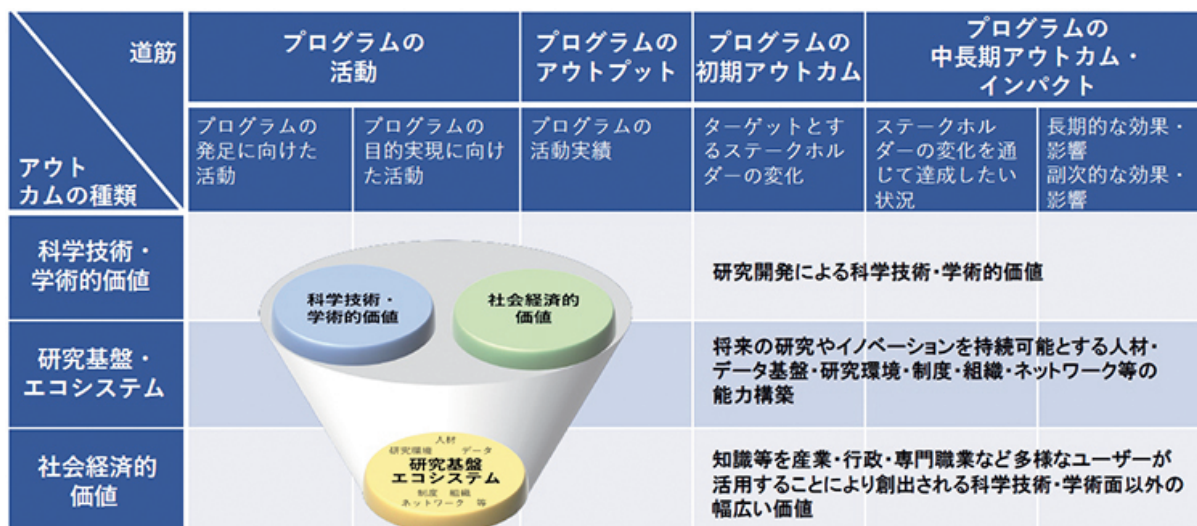 道筋
アウト
カムの種類
プログラムの
活動
プログラムの
アウトプット
プログラムの
初期アウトカム
プログラムの
中長期アウトカム・
インパクト
プログラムの
発足に向けた
活動
プログラムの
目的実現に向け
た活動
プログラムの
活動実績
ターゲットとす
るステークホル
ダーの変化
ステークホル
ダーの変化を通
じて達成したい
状況
長期的な効果・
影響
副次的な効果・
影響
科学技術・
学術的価値
研究開発による科学技術・学術的価値
研究基盤・
エコシステム
将来の研究やイノベーションを持続可能とする人材・
データ基盤・研究環境・制度・組織・ネットワーク等の
能力構築
社会経済的
価値
知識等を産業・行政・専門職業など多様なユーザーが
活用することにより創出される科学技術・学術面以外の
幅広い価値
科学技術・
学術的価値
社会経済的
価値
人材
研究環境 データ
研究基盤
エコシステム
制度 組織
ネットワーク 等